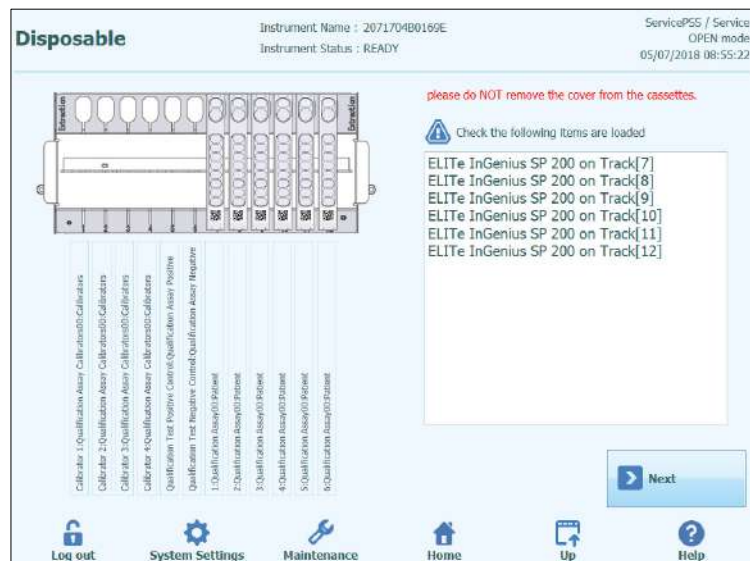 Disposable
Instrument Name : 2071704B0169E
Instrument Status : READY
ServicePSS / Service
OPEN mode
05/07/2018 08:55:22
Extraction
Extraction
please do NOT remove the cover from the cassettes.
Check the following items are loaded
ELITe InGenius SP 200 on Track[7]
ELITe InGenius SP 200 on Track[8]
ELITe InGenius SP 200 on Track[9]
ELITe InGenius SP 200 on Track[10]
ELITe InGenius SP 200 on Track[11]
ELITe InGenius SP 200 on Track[12]
Calibrator 1:Qualification Assay Calibrators00:Calibrators
Calibrator 2:Qualification Assay Calibrators00:Calibrators
Calibrator 3:Qualification Assay Calibrators00:Calibrators
Calibrator 4:Qualification Assay Calibrators00:Calibrators
Qualification Test Positive Control:Qualification Assay Positive
Qualification Test Negative Control:Qualification Assay Negative
1:Qualification Assay00:Patient
2:Qualification Assay00:Patient
3:Qualification Assay00:Patient
4:Qualification Assay00:Patient
5:Qualification Assay00:Patient
6:Qualification Assay00:Patient
Next
Log out
System Settings
Maintenance
Home
Up
Help